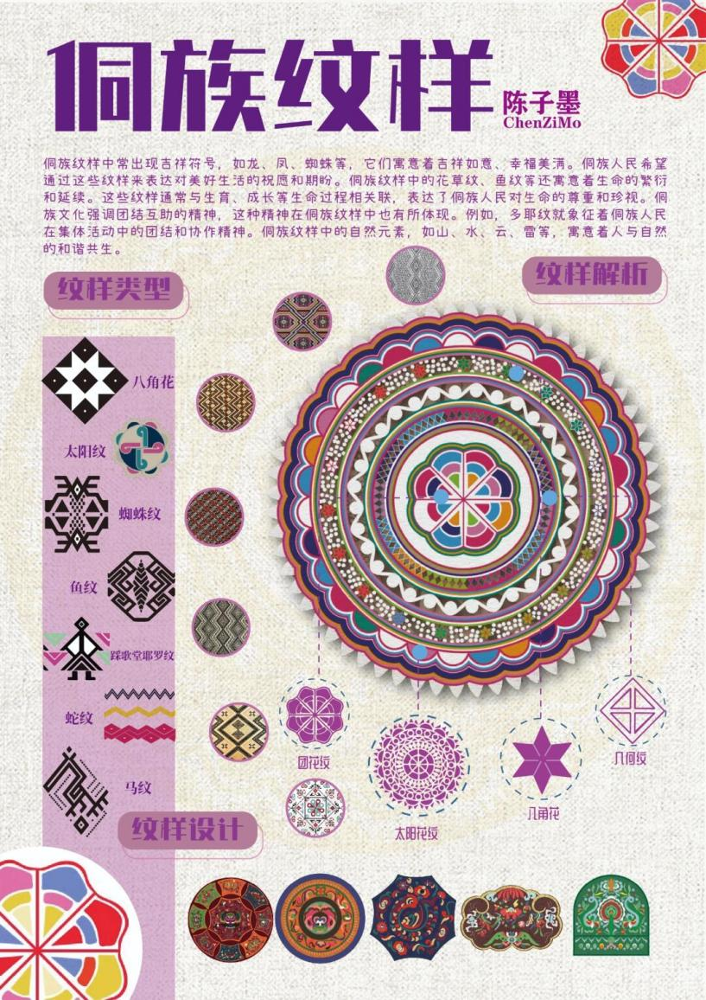 侗族纹样
陈子墨
ChenZiMo
侗族纹样中常出现吉祥符号，如龙、凤、蜘蛛等，它们寓意着吉祥如意、幸福美满。侗族人民希望
通过这些纹样来表达对美好生活的祝愿和期盼。侗族纹样中的花草纹、鱼纹等还寓意着生命的繁衍
和延续。这些纹样通常与生育、成长等生命过程相关联，表达了侗族人民对生命的尊重和珍视。侗
族文化强调团结互助的精神，这种精神在侗族纹样中也有所体现。例如，多耶纹就象征着侗族人民
在集体活动中的团结和协作精神。侗族纹样中的自然元素，如山、水、云、雷等，寓意着人与自然
的和谐共生。
纹样类型
纹样解析
八角花
太阳纹
蜘蛛纹
鱼纹
踩歌堂耶罗纹
蛇纹
马纹
团花纹
太阳花纹
八角花
几何纹
纹样设计